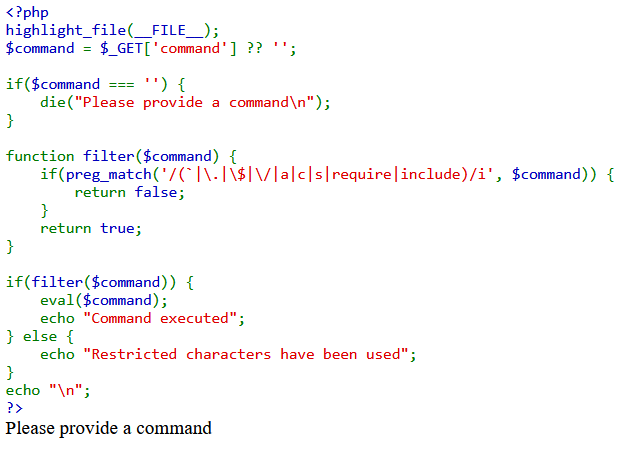 <?php
highlight_file(__FILE__);
$command = $_GET['command'] ?? '';

if($command === '') {
    die("Please provide a command\n");
}

function filter($command) {
    if(preg_match('/(`|\.|\$|\/|a|c|s|require|include)/i', $command)) {
        return false;
    }
    return true;
}

if(filter($command)) {
    eval($command);
    echo "Command executed";
} else {
    echo "Restricted characters have been used";
}
echo "\n";
?>
Please provide a command